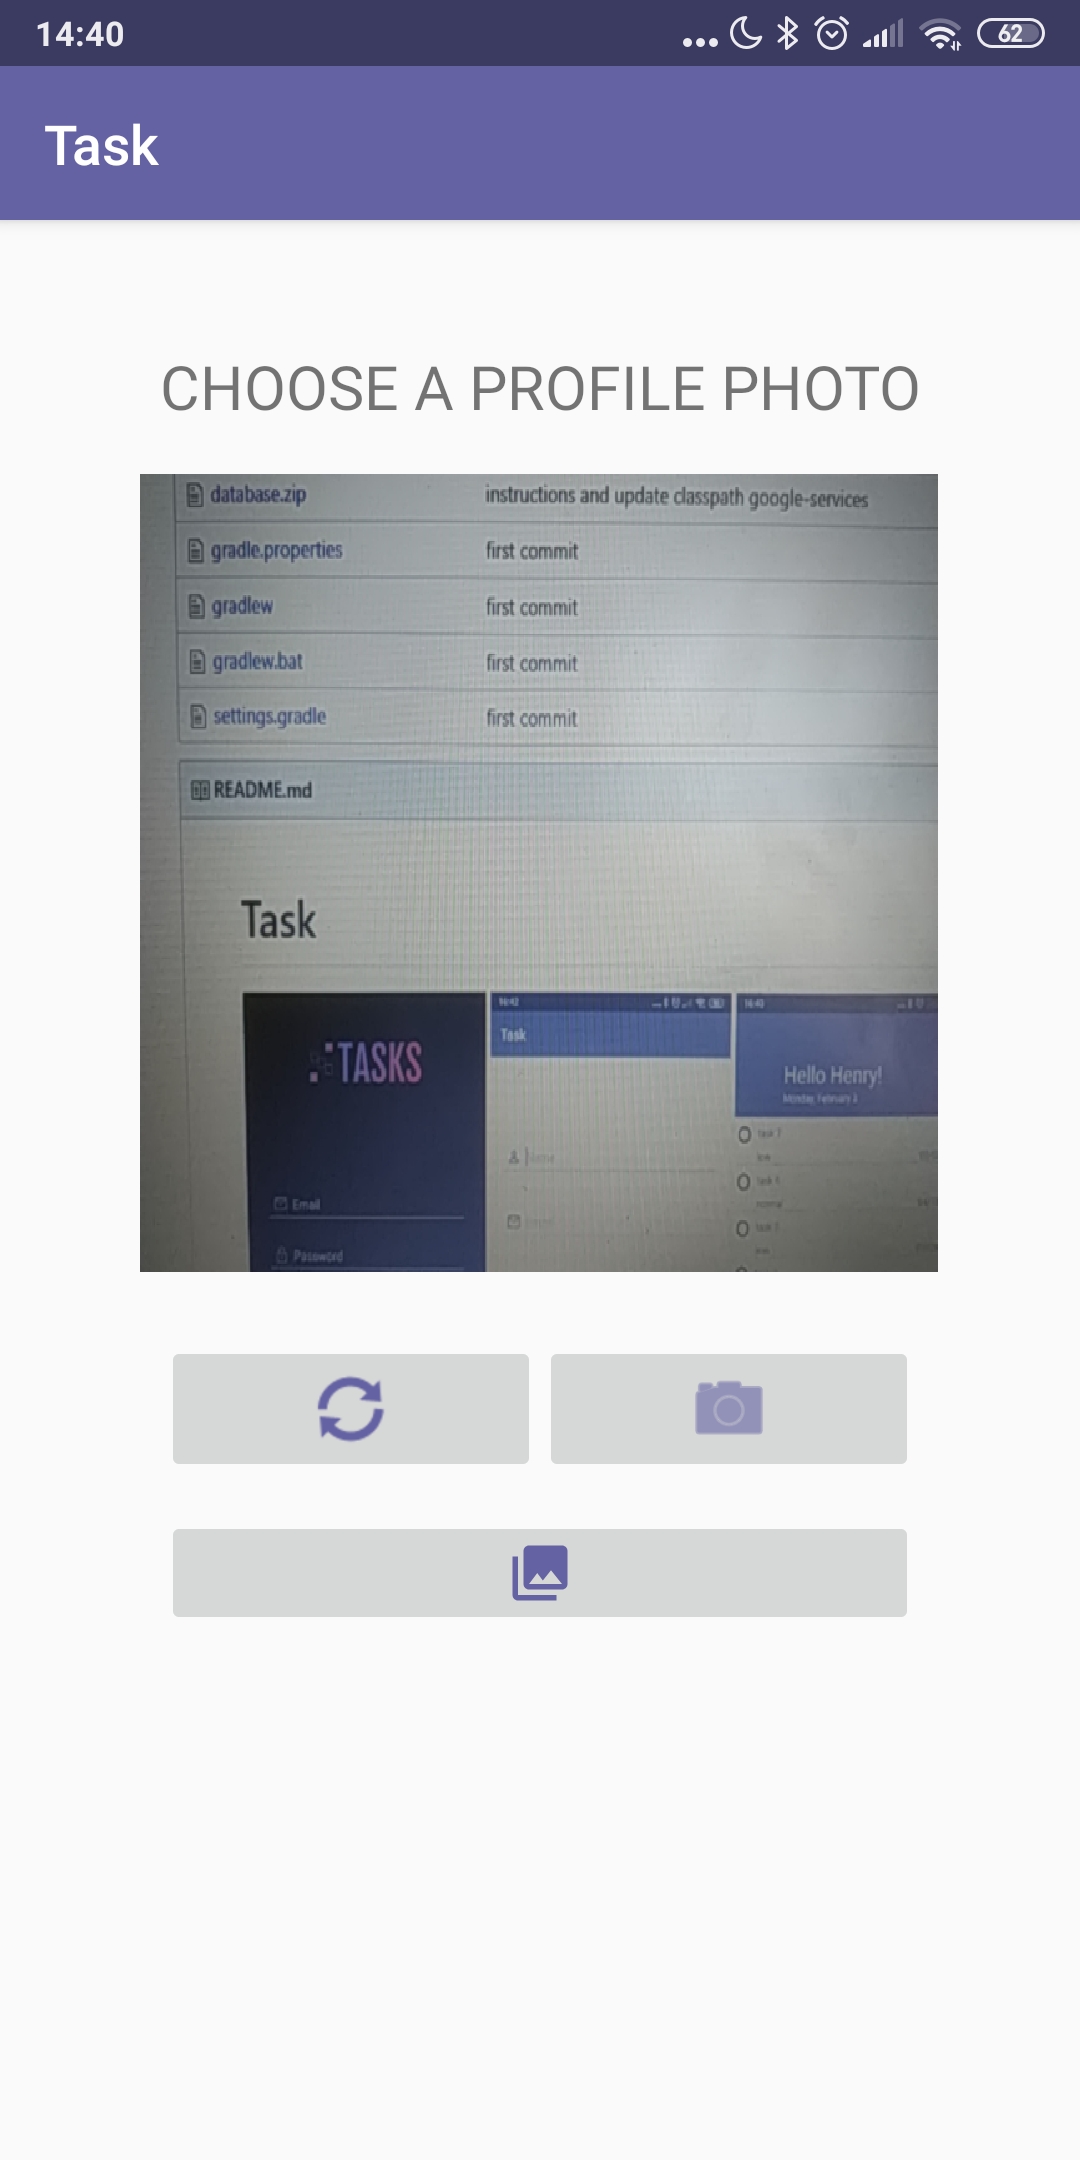 14:40
62
Task
CHOOSE A PROFILE PHOTO
database.zip instructions and update classpath google-services
gradle.properties first commit
gradlew first commit
gradlew.bat first commit
settings.gradle first commit
README.md
Task
TASKS
Task
Hello Henry!
Email
Password